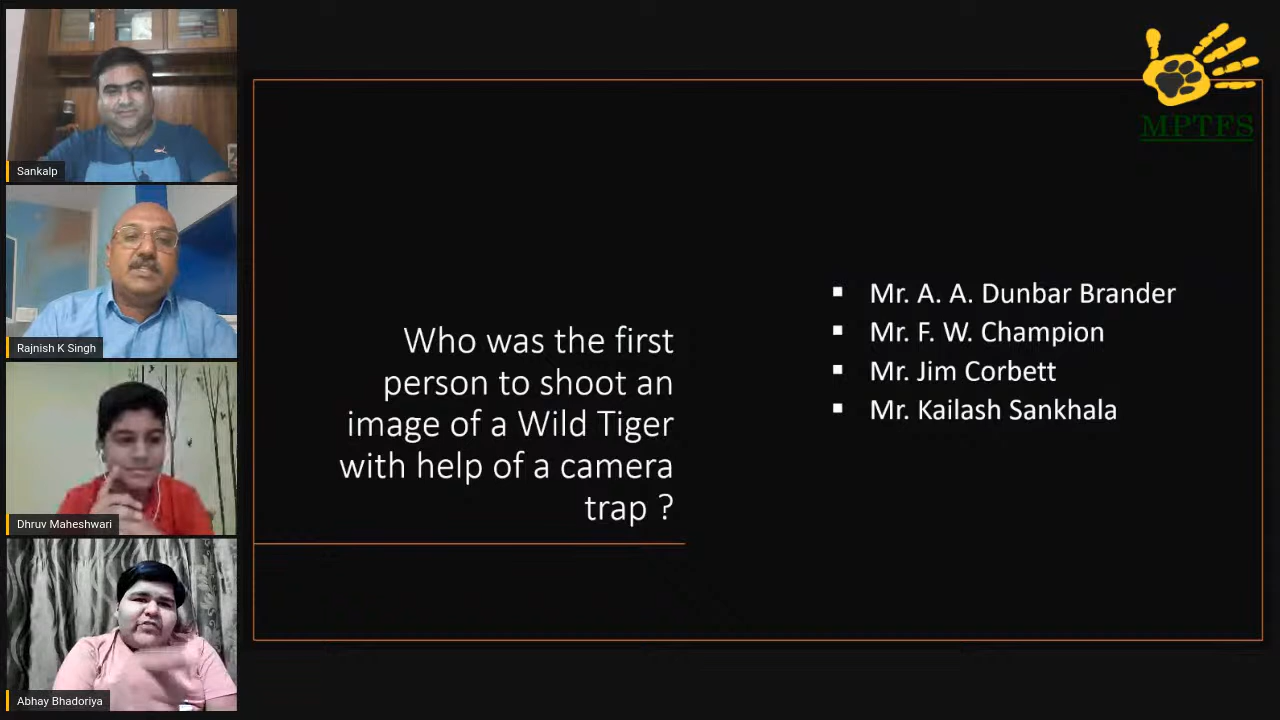 Sankalp
Rajnish K Singh
Dhruv Maheshwari
Abhay Bhadoriya
MPTFS
Who was the first
person to shoot an
image of a Wild Tiger
with help of a camera
trap ?
▪ Mr. A. A. Dunbar Brander
▪ Mr. F. W. Champion
▪ Mr. Jim Corbett
▪ Mr. Kailash Sankhala